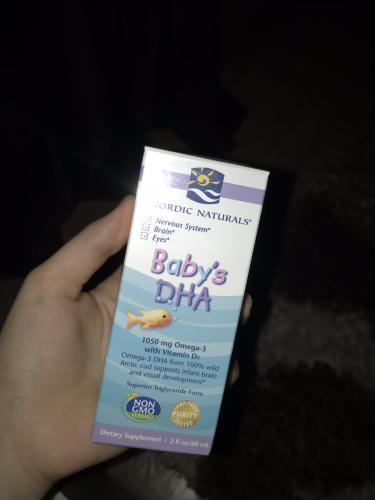 NORDIC NATURALS®
Nervous System*
Brain*
Eyes*
Baby's
DHA
1050 mg Omega-3
with Vitamin D3
Omega-3 DHA from 100% wild
Arctic cod supports infant brain
and visual development*
Superior Triglyceride Form
NON
GMO
VERIFIED
PURITY
TESTED
Dietary Supplement | 2 fl oz/60 mL